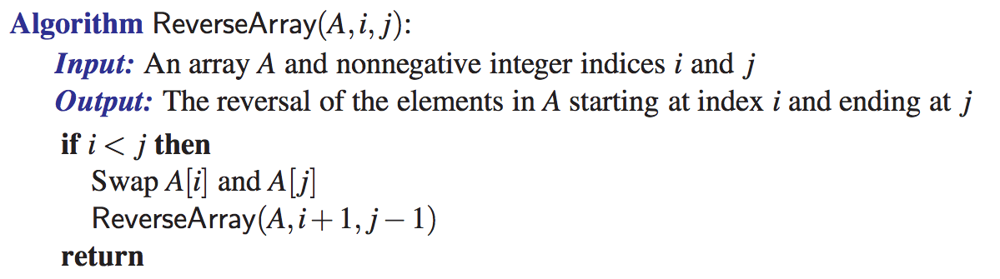 Algorithm ReverseArray(A, i, j):
Input: An array A and nonnegative integer indices i and j
Output: The reversal of the elements in A starting at index i and ending at j
if i < j then
Swap A[i] and A[j]
ReverseArray(A, i+1, j−1)
return